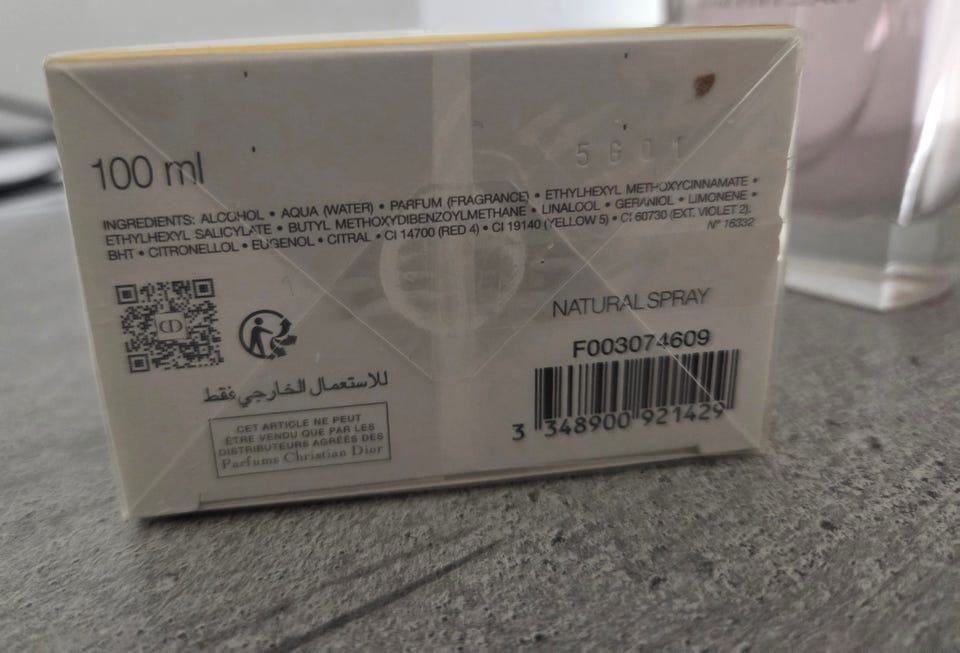 5G01
100 ml
INGREDIENTS: ALCOHOL • AQUA (WATER) • PARFUM (FRAGRANCE) • ETHYLHEXYL METHOXYCINNAMATE •
ETHYLHEXYL SALICYLATE • BUTYL METHOXYDIBENZOYLMETHANE • LINALOOL • GERANIOL • LIMONENE •
BHT • CITRONELLOL • EUGENOL • CITRAL • CI 14700 (RED 4) • CI 19140 (YELLOW 5) • CI 60730 (EXT. VIOLET 2).
N° 16332
CD
NATURAL SPRAY
F003074609
3 348900 921429
للاستعمال الخارجي فقط
CET ARTICLE NE PEUT
ÊTRE VENDU QUE PAR LES
DISTRIBUTEURS AGRÉÉS DES
Parfums Christian Dior